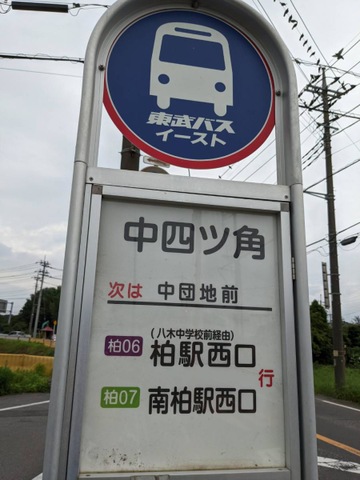 東武バス
イースト
中四ツ角
次は 中団地前
(八木中学校前経由)
柏06 柏駅西口
行
柏07 南柏駅西口